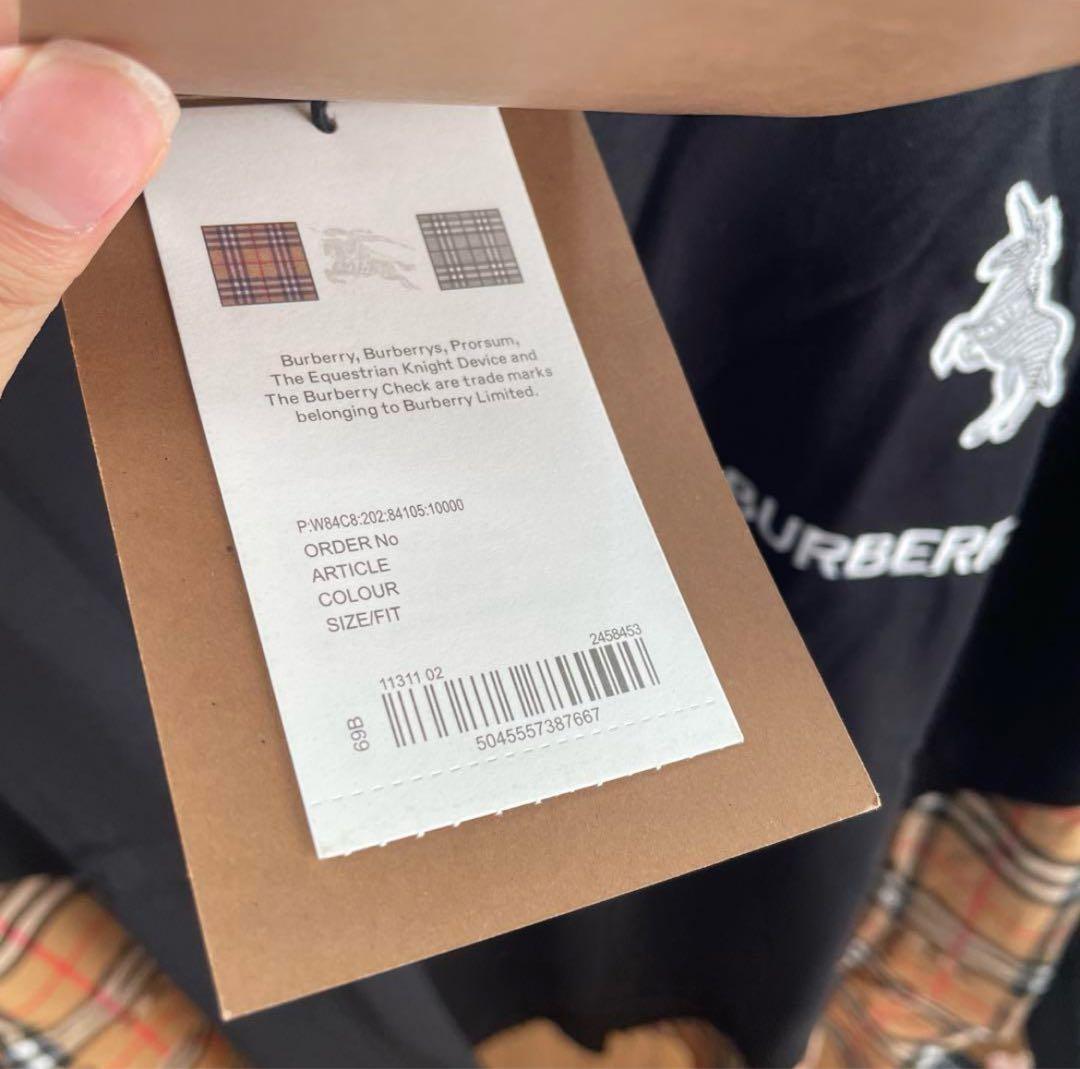 Burberry, Burberrys, Prorsum,
The Equestrian Knight Device and
The Burberry Check are trade marks
belonging to Burberry Limited.
P:W84C8:202:84105:10000
ORDER No
ARTICLE
COLOUR
SIZE/FIT
11311 02
2458453
69B
5045557387667
BURBERR